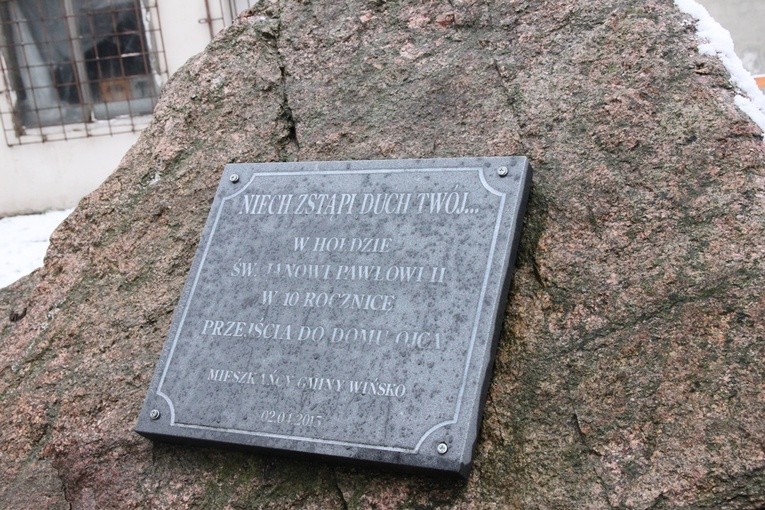 NIECH ZSTĄPI DUCH TWÓJ...
W HOŁDZIE
ŚW. JANOWI PAWŁOWI II
W 10 ROCZNICĘ
PRZEJŚCIA DO DOMU OJCA
MIESZKAŃCY GMINY WIŃSKO
02.04.2015